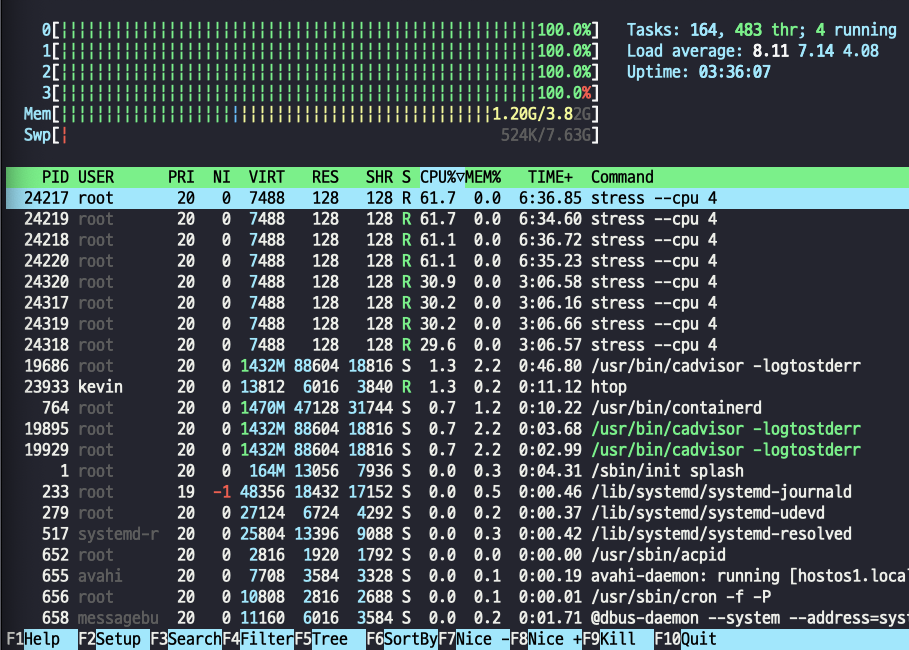 0[||||||||||||||||||||||||||||||||||||||||||||||||||||100.0%] Tasks: 164, 483 thr; 4 running
1[||||||||||||||||||||||||||||||||||||||||||||||||||||100.0%] Load average: 8.11 7.14 4.08
2[||||||||||||||||||||||||||||||||||||||||||||||||||||100.0%] Uptime: 03:36:07
3[||||||||||||||||||||||||||||||||||||||||||||||||||||100.0%]
Mem[||||||||||||||||||||||||||||||||||||||||||||||||1.20G/3.82G]
Swp[| 524K/7.63G]
PID USER PRI NI VIRT RES SHR S CPU%▽MEM% TIME+ Command
24217 root 20 0 7488 128 128 R 61.7 0.0 6:36.85 stress --cpu 4
24219 root 20 0 7488 128 128 R 61.7 0.0 6:34.60 stress --cpu 4
24218 root 20 0 7488 128 128 R 61.1 0.0 6:36.72 stress --cpu 4
24220 root 20 0 7488 128 128 R 61.1 0.0 6:35.23 stress --cpu 4
24320 root 20 0 7488 128 128 R 30.9 0.0 3:06.58 stress --cpu 4
24317 root 20 0 7488 128 128 R 30.2 0.0 3:06.16 stress --cpu 4
24319 root 20 0 7488 128 128 R 30.2 0.0 3:06.66 stress --cpu 4
24318 root 20 0 7488 128 128 R 29.6 0.0 3:06.57 stress --cpu 4
19686 root 20 0 1432M 88604 18816 S 1.3 2.2 0:46.80 /usr/bin/cadvisor -logtostderr
23933 kevin 20 0 13812 6016 3840 R 1.3 0.2 0:11.12 htop
764 root 20 0 1470M 47128 31744 S 0.7 1.2 0:10.22 /usr/bin/containerd
19895 root 20 0 1432M 88604 18816 S 0.7 2.2 0:03.68 /usr/bin/cadvisor -logtostderr
19929 root 20 0 1432M 88604 18816 S 0.7 2.2 0:02.99 /usr/bin/cadvisor -logtostderr
1 root 20 0 164M 13056 7936 S 0.0 0.3 0:04.31 /sbin/init splash
233 root 19 -1 48356 18432 17152 S 0.0 0.5 0:00.46 /lib/systemd/systemd-journald
279 root 20 0 27124 6724 4292 S 0.0 0.2 0:00.37 /lib/systemd/systemd-udevd
517 systemd-r 20 0 25804 13396 9088 S 0.0 0.3 0:00.42 /lib/systemd/systemd-resolved
652 root 20 0 2816 1920 1792 S 0.0 0.0 0:00.00 /usr/sbin/acpid
655 avahi 20 0 7708 3584 3328 S 0.0 0.1 0:00.19 avahi-daemon: running [hostos1.loca
656 root 20 0 10808 2816 2688 S 0.0 0.1 0:00.01 /usr/sbin/cron -f -P
658 messagebu 20 0 11160 6016 3584 S 0.0 0.2 0:01.71 @dbus-daemon --system --address=sys
F1Help F2Setup F3SearchF4FilterF5Tree F6SortByF7Nice -F8Nice +F9Kill F10Quit